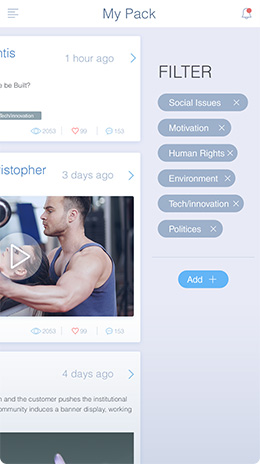 My Pack
ntis
1 hour ago
be Built?
Tech/innovation
2053 99 153
ristopher
3 days ago
2053 99 153
4 days ago
n and the customer pushes the institutional
ommunity induces a banner display, working
FILTER
Social Issues
Motivation
Human Rights
Environment
Tech/innovation
Politices
Add +